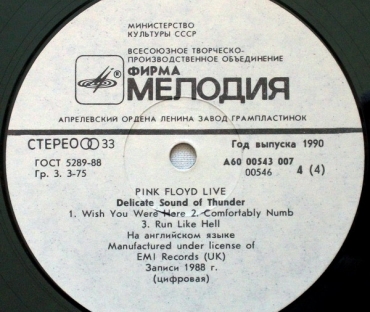 МИНИСТЕРСТВО
КУЛЬТУРЫ СССР
ВСЕСОЮЗНОЕ ТВОРЧЕСКО-
ПРОИЗВОДСТВЕННОЕ ОБЪЕДИНЕНИЕ
ФИРМА
МЕЛОДИЯ
АПРЕЛЕВСКИЙ ОРДЕНА ЛЕНИНА ЗАВОД ГРАМПЛАСТИНОК
СТЕРЕО 33 Год выпуска 1990
ГОСТ 5289-88 А60 00543 007
Гр. 3. 3-75 00546 4 (4)
PINK FLOYD LIVE
Delicate Sound of Thunder
1. Wish You Were Here 2. Comfortably Numb
3. Run Like Hell
На английском языке
Manufactured under license of
EMI Records (UK)
Записи 1988 г.
(цифровая)